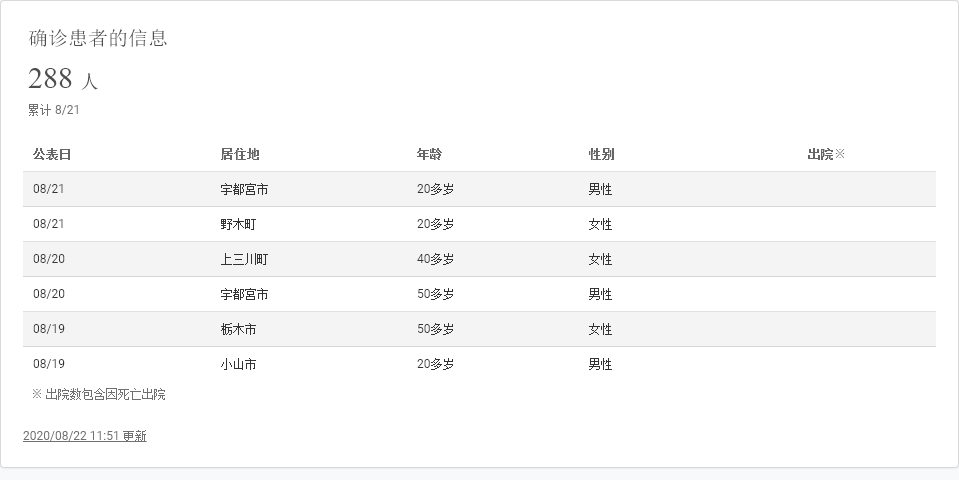 确诊患者的信息
288 人
累计 8/21
公表日 居住地 年龄 性别 出院※
08/21 宇都宮市 20多岁 男性
08/21 野木町 20多岁 女性
08/20 上三川町 40多岁 女性
08/20 宇都宮市 50多岁 男性
08/19 栃木市 50多岁 女性
08/19 小山市 20多岁 男性
※ 出院数包含因死亡出院
2020/08/22 11:51 更新